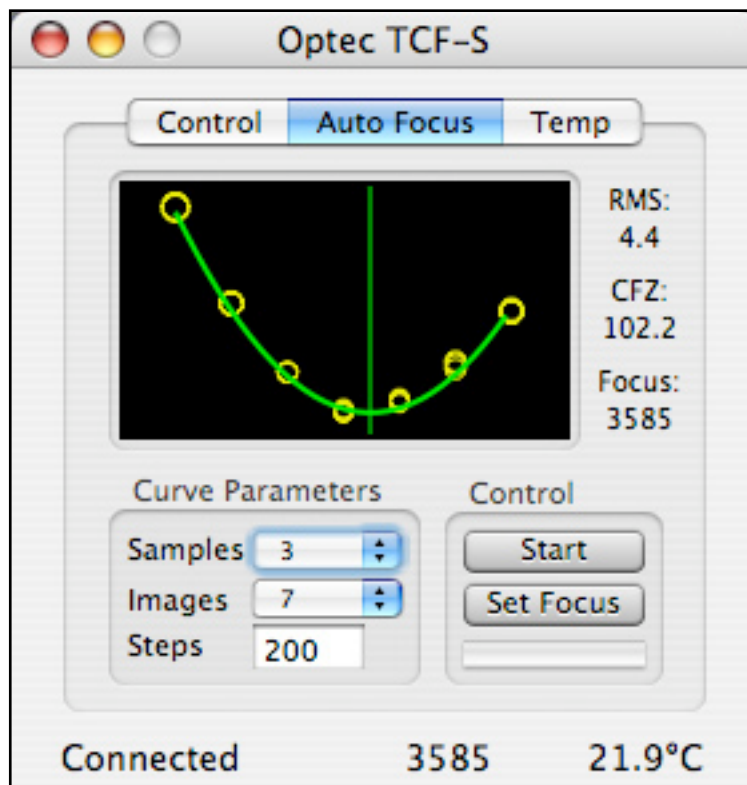 Optec TCF-S
Control Auto Focus Temp
RMS:
4.4
CFZ:
102.2
Focus:
3585
Curve Parameters
Samples 3
Images 7
Steps 200
Control
Start
Set Focus
Connected 3585 21.9°C